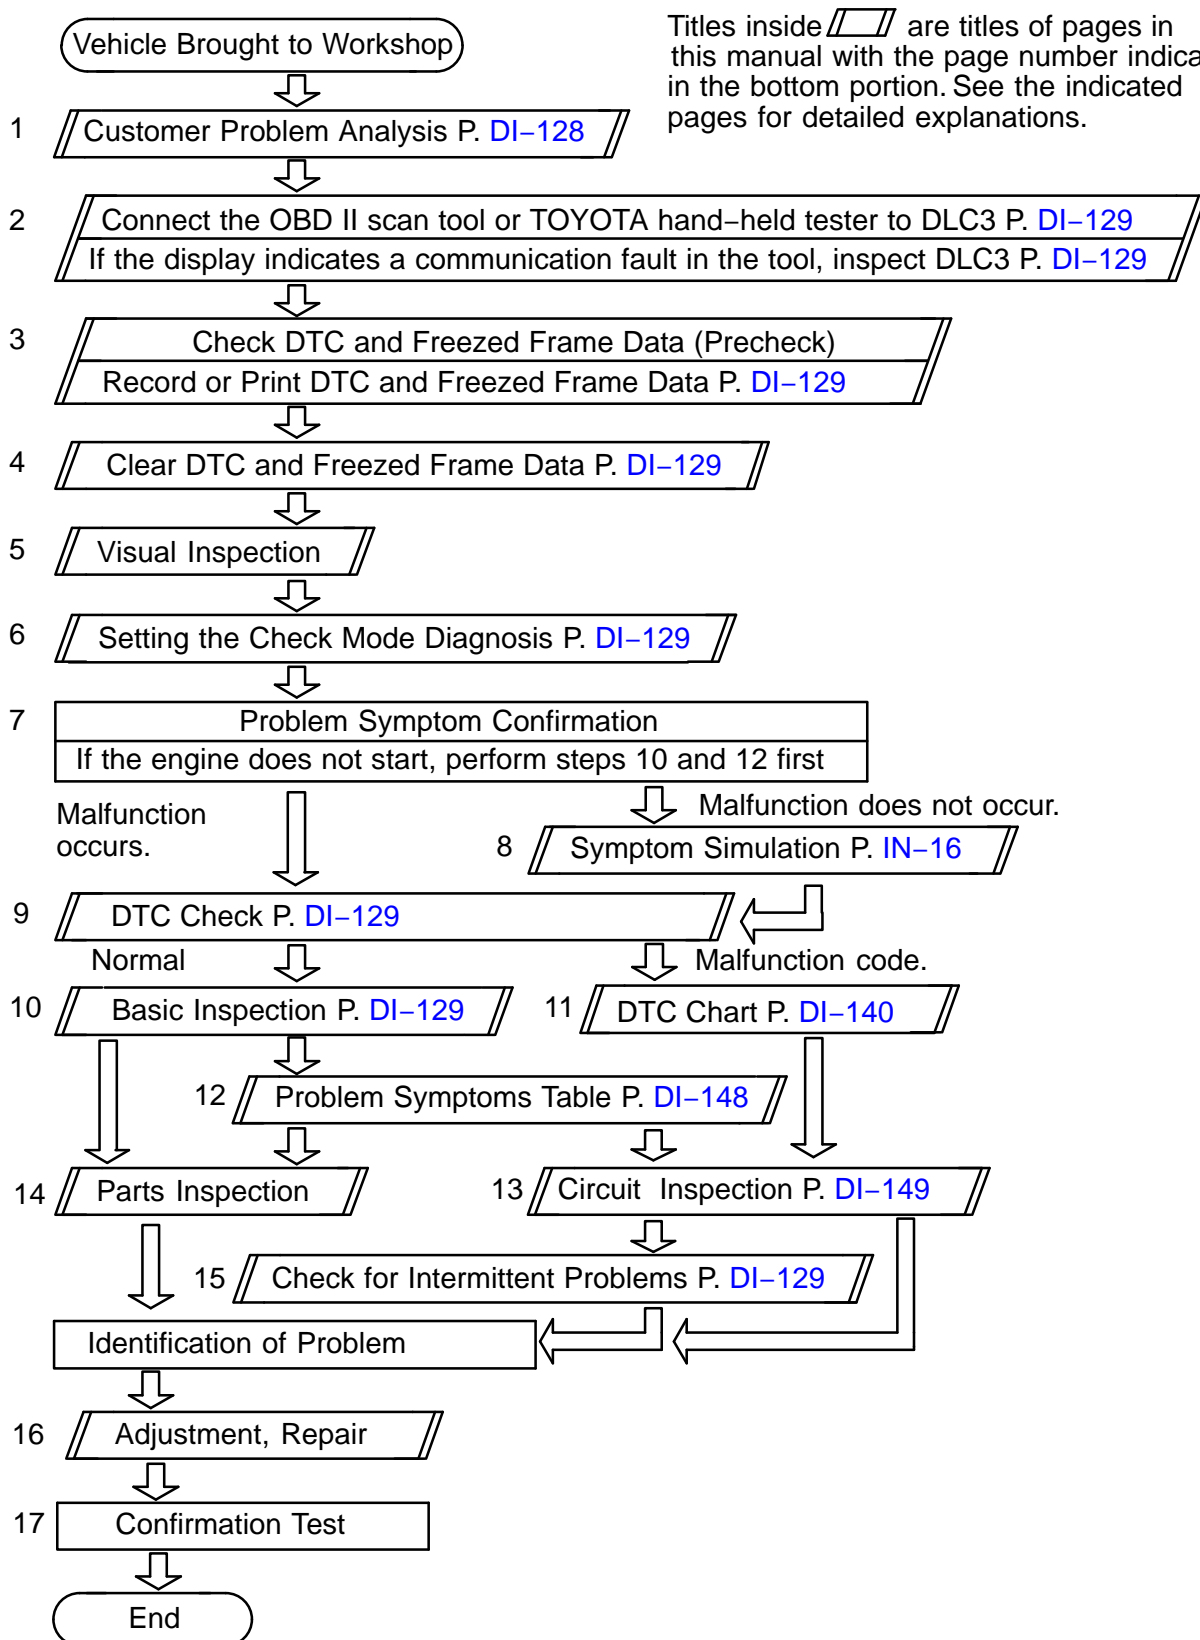 Vehicle Brought to Workshop
Titles inside are titles of pages in
this manual with the page number indica
in the bottom portion. See the indicated
pages for detailed explanations.
1 Customer Problem Analysis P. DI–128
2 Connect the OBD II scan tool or TOYOTA hand–held tester to DLC3 P. DI–129
If the display indicates a communication fault in the tool, inspect DLC3 P. DI–129
3 Check DTC and Freezed Frame Data (Precheck)
Record or Print DTC and Freezed Frame Data P. DI–129
4 Clear DTC and Freezed Frame Data P. DI–129
5 Visual Inspection
6 Setting the Check Mode Diagnosis P. DI–129
7 Problem Symptom Confirmation
If the engine does not start, perform steps 10 and 12 first
Malfunction
occurs.
Malfunction does not occur.
8 Symptom Simulation P. IN–16
9 DTC Check P. DI–129
Normal
Malfunction code.
10 Basic Inspection P. DI–129
11 DTC Chart P. DI–140
12 Problem Symptoms Table P. DI–148
14 Parts Inspection
13 Circuit Inspection P. DI–149
15 Check for Intermittent Problems P. DI–129
Identification of Problem
16 Adjustment, Repair
17 Confirmation Test
End